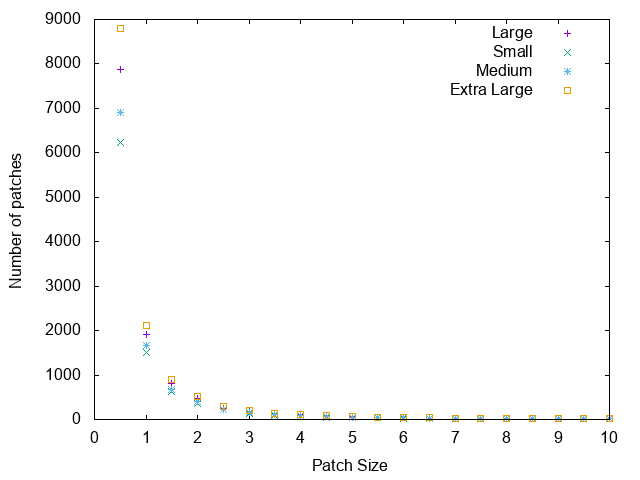 9000
8000
7000
6000
5000
4000
3000
2000
1000
0
Number of patches
Large
Small
Medium
Extra Large
0 1 2 3 4 5 6 7 8 9 10
Patch Size